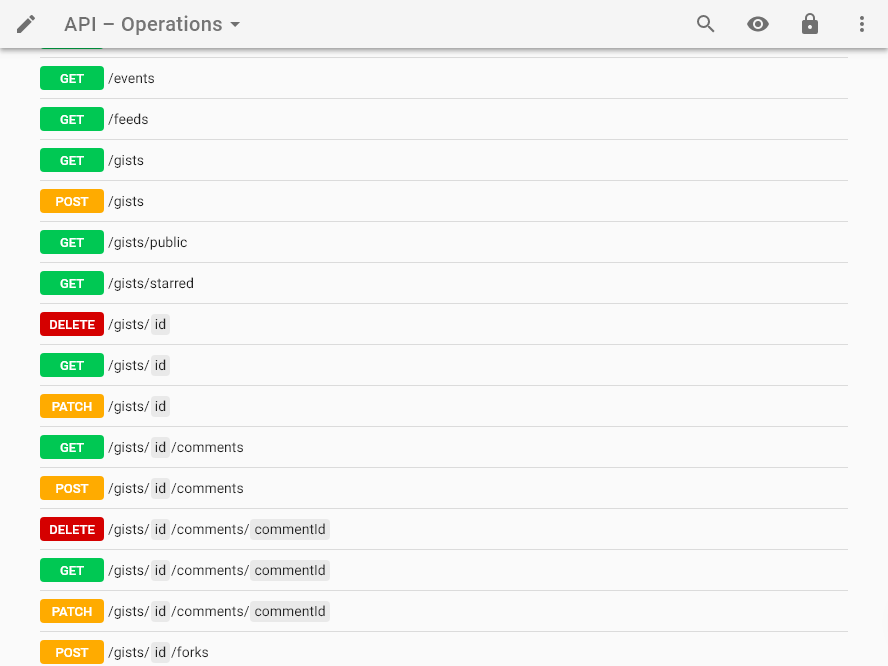 API – Operations
GET /events
GET /feeds
GET /gists
POST /gists
GET /gists/public
GET /gists/starred
DELETE /gists/ id
GET /gists/ id
PATCH /gists/ id
GET /gists/ id /comments
POST /gists/ id /comments
DELETE /gists/ id /comments/ commentId
GET /gists/ id /comments/ commentId
PATCH /gists/ id /comments/ commentId
POST /gists/ id /forks